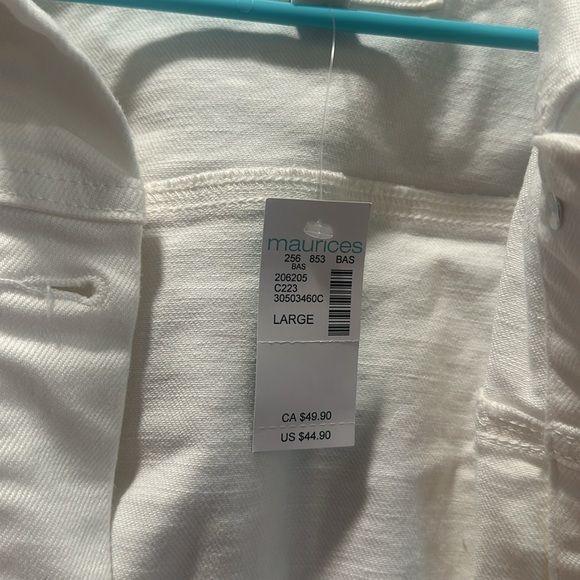 maurices
256 853 BAS
BAS
206205
C223
30503460C
LARGE
CA $49.90
US $44.90